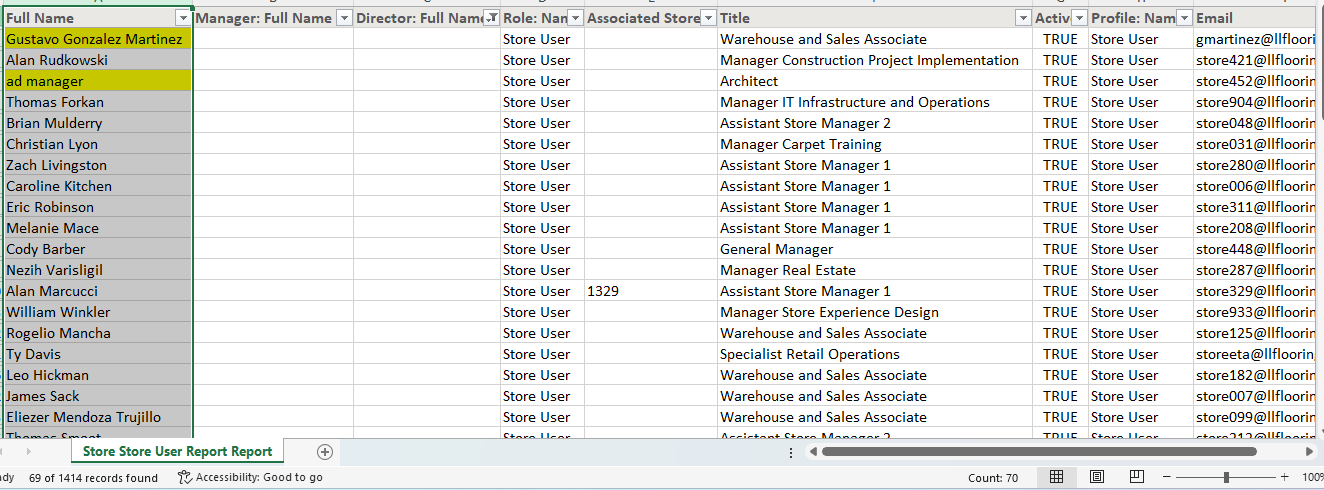 Full Name Manager: Full Name Director: Full Name Role: Nan Associated Store Title Activ Profile: Nam Email
Gustavo Gonzalez Martinez Store User Warehouse and Sales Associate TRUE Store User gmartinez@llfloori
Alan Rudkowski Store User Manager Construction Project Implementation TRUE Store User store421@llfloorin
ad manager Store User Architect TRUE Store User store452@llfloorin
Thomas Forkan Store User Manager IT Infrastructure and Operations TRUE Store User store904@llfloorin
Brian Mulderry Store User Assistant Store Manager 2 TRUE Store User store048@llfloorin
Christian Lyon Store User Manager Carpet Training TRUE Store User store031@llfloorin
Zach Livingston Store User Assistant Store Manager 1 TRUE Store User store280@llfloorin
Caroline Kitchen Store User Assistant Store Manager 1 TRUE Store User store006@llfloorin
Eric Robinson Store User Assistant Store Manager 1 TRUE Store User store311@llfloorin
Melanie Mace Store User Assistant Store Manager 1 TRUE Store User store208@llfloorin
Cody Barber Store User General Manager TRUE Store User store448@llfloorin
Nezih Varisligil Store User Manager Real Estate TRUE Store User store287@llfloorin
Alan Marcucci Store User 1329 Assistant Store Manager 1 TRUE Store User store329@llfloorin
William Winkler Store User Manager Store Experience Design TRUE Store User store933@llfloorin
Rogelio Mancha Store User Warehouse and Sales Associate TRUE Store User store125@llfloorin
Ty Davis Store User Specialist Retail Operations TRUE Store User storeeta@llfloorin
Leo Hickman Store User Warehouse and Sales Associate TRUE Store User store182@llfloorin
James Sack Store User Warehouse and Sales Associate TRUE Store User store007@llfloorin
Eliezer Mendoza Trujillo Store User Warehouse and Sales Associate TRUE Store User store099@llfloorin
Thomas Smoot Store User Assistant Store Manager 2 TRUE Store User store212@llfloorin
Store Store User Report Report
ady 69 of 1414 records found Accessibility: Good to go Count: 70 100%